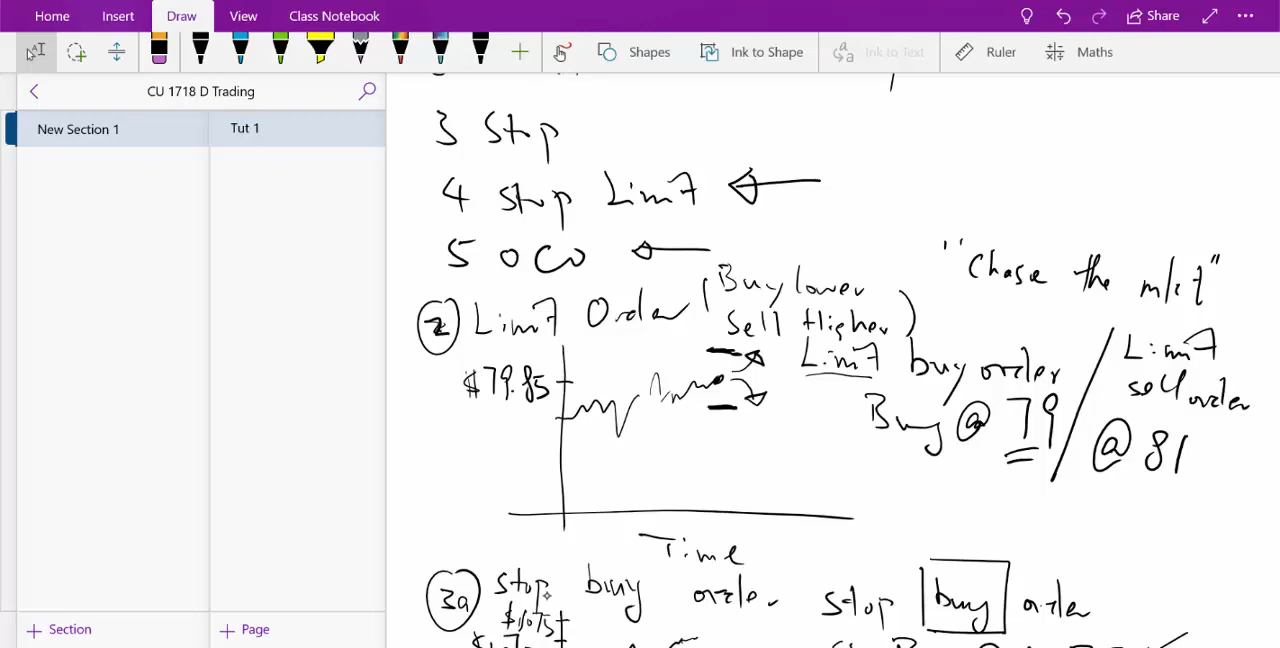 Home Insert Draw View Class Notebook Share
Shapes Ink to Shape Ink to Text Ruler Maths
CU 1718 D Trading
New Section 1 Tut 1
3 Stop
4 Stop Limit
5 OCO
"Chase the mkt"
2 Limit Order (Buy lower
Sell Higher)
$79.85
Limit buy order
Buy @ 79
Limit
sell order
@ 81
Time
3a stop buy order. stop buy order
$1075
Section Page